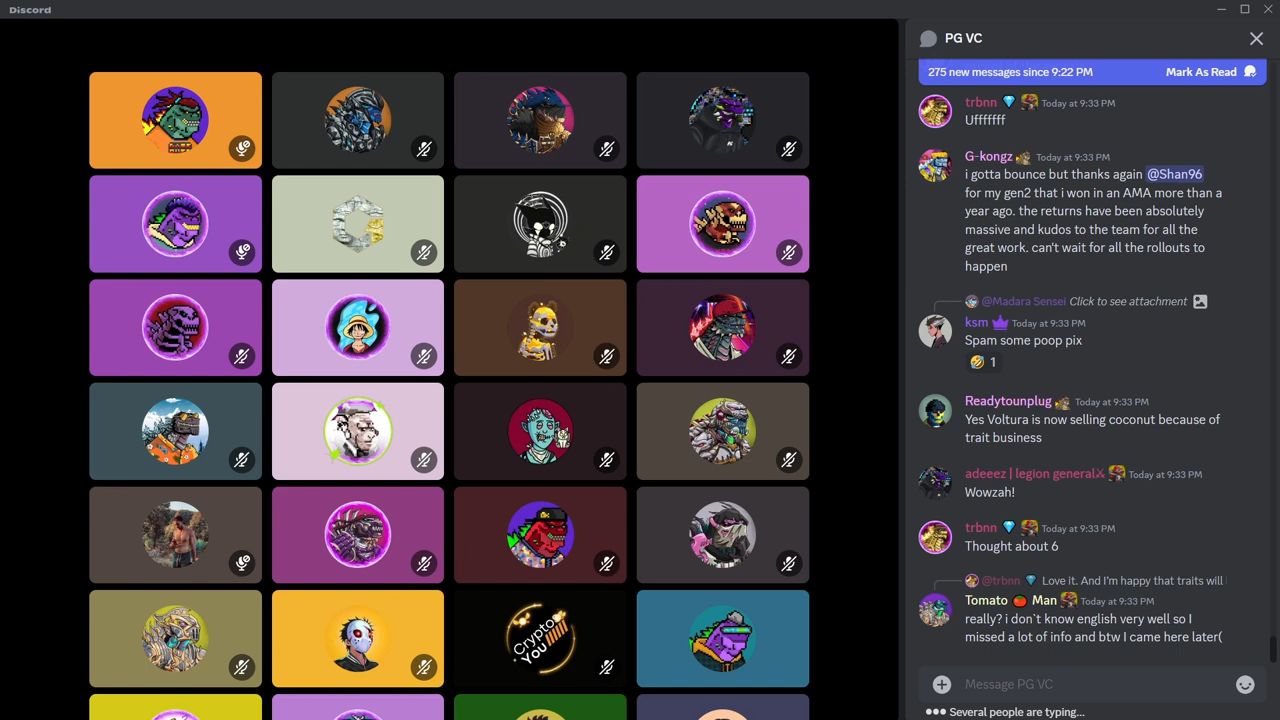 Discord
PG VC
275 new messages since 9:22 PM
Mark As Read
trbnn Today at 9:33 PM
Ufffffff
G-kongz Today at 9:33 PM
i gotta bounce but thanks again @Shan96
for my gen2 that i won in an AMA more than a
year ago. the returns have been absolutely
massive and kudos to the team for all the
great work. can't wait for all the rollouts to
happen
@Madara Sensei Click to see attachment
ksm Today at 9:33 PM
Spam some poop pix
🤣 1
Readytounplug Today at 9:33 PM
Yes Voltura is now selling coconut because of
trait business
adeeez | legion general⚔ Today at 9:33 PM
Wowzah!
trbnn Today at 9:33 PM
Thought about 6
@trbnn 💎 Love it. And I'm happy that traits will
Tomato 🍅 Man Today at 9:33 PM
really? i don`t know english very well so I
missed a lot of info and btw I came here later(
Message PG VC
Several people are typing...
Crypto
YOU